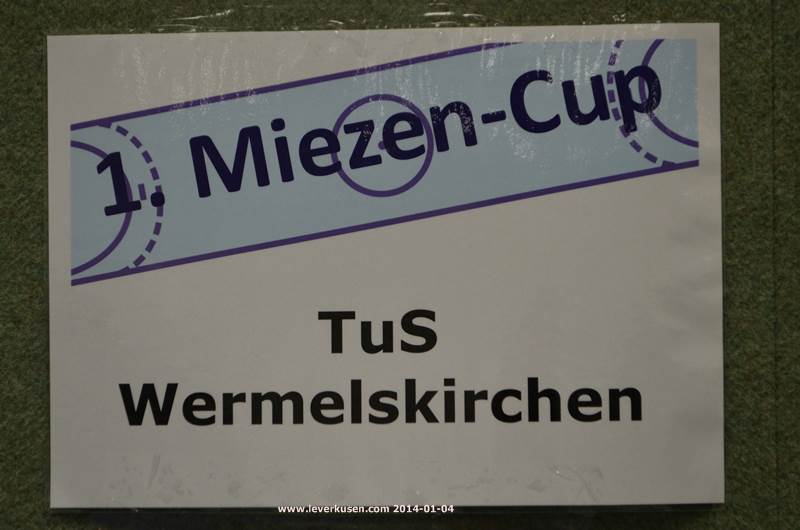 1. Miezen-Cup
TuS
Wermelskirchen
www.leverkusen.com 2014-01-04